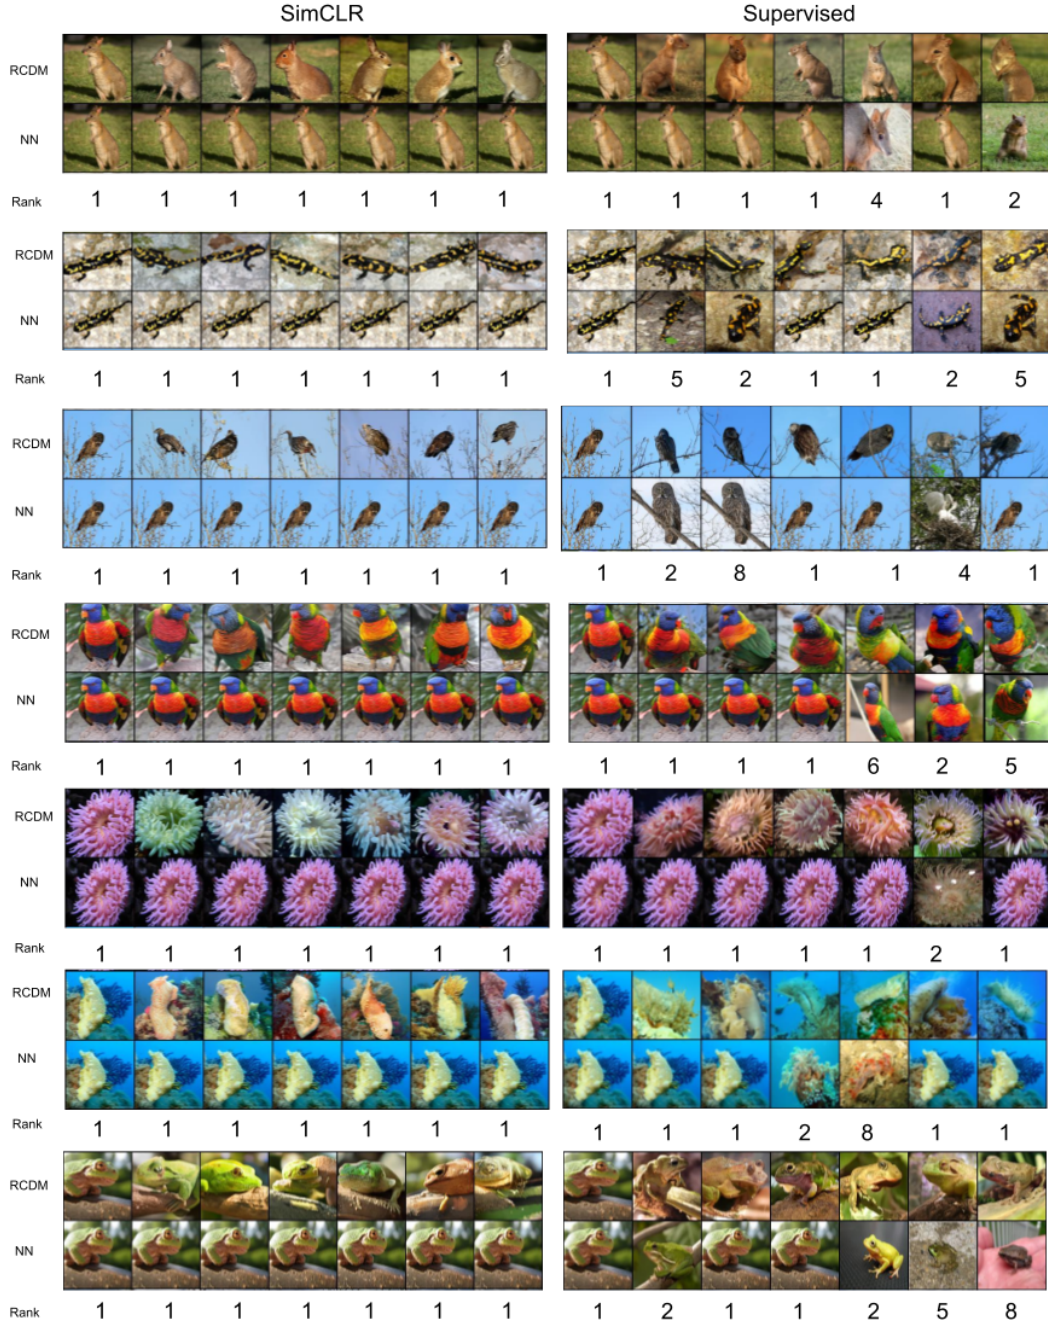 SimCLR Supervised
RCDM
NN
Rank 1 1 1 1 1 1 1 1 1 1 1 4 1 2
RCDM
NN
Rank 1 1 1 1 1 1 1 1 5 2 1 1 2 5
RCDM
NN
Rank 1 1 1 1 1 1 1 1 2 8 1 1 4 1
RCDM
NN
Rank 1 1 1 1 1 1 1 1 1 1 1 6 2 5
RCDM
NN
Rank 1 1 1 1 1 1 1 1 1 1 1 1 2 1
RCDM
NN
Rank 1 1 1 1 1 1 1 1 1 1 2 8 1 1
RCDM
NN
Rank 1 1 1 1 1 1 1 1 2 1 1 2 5 8